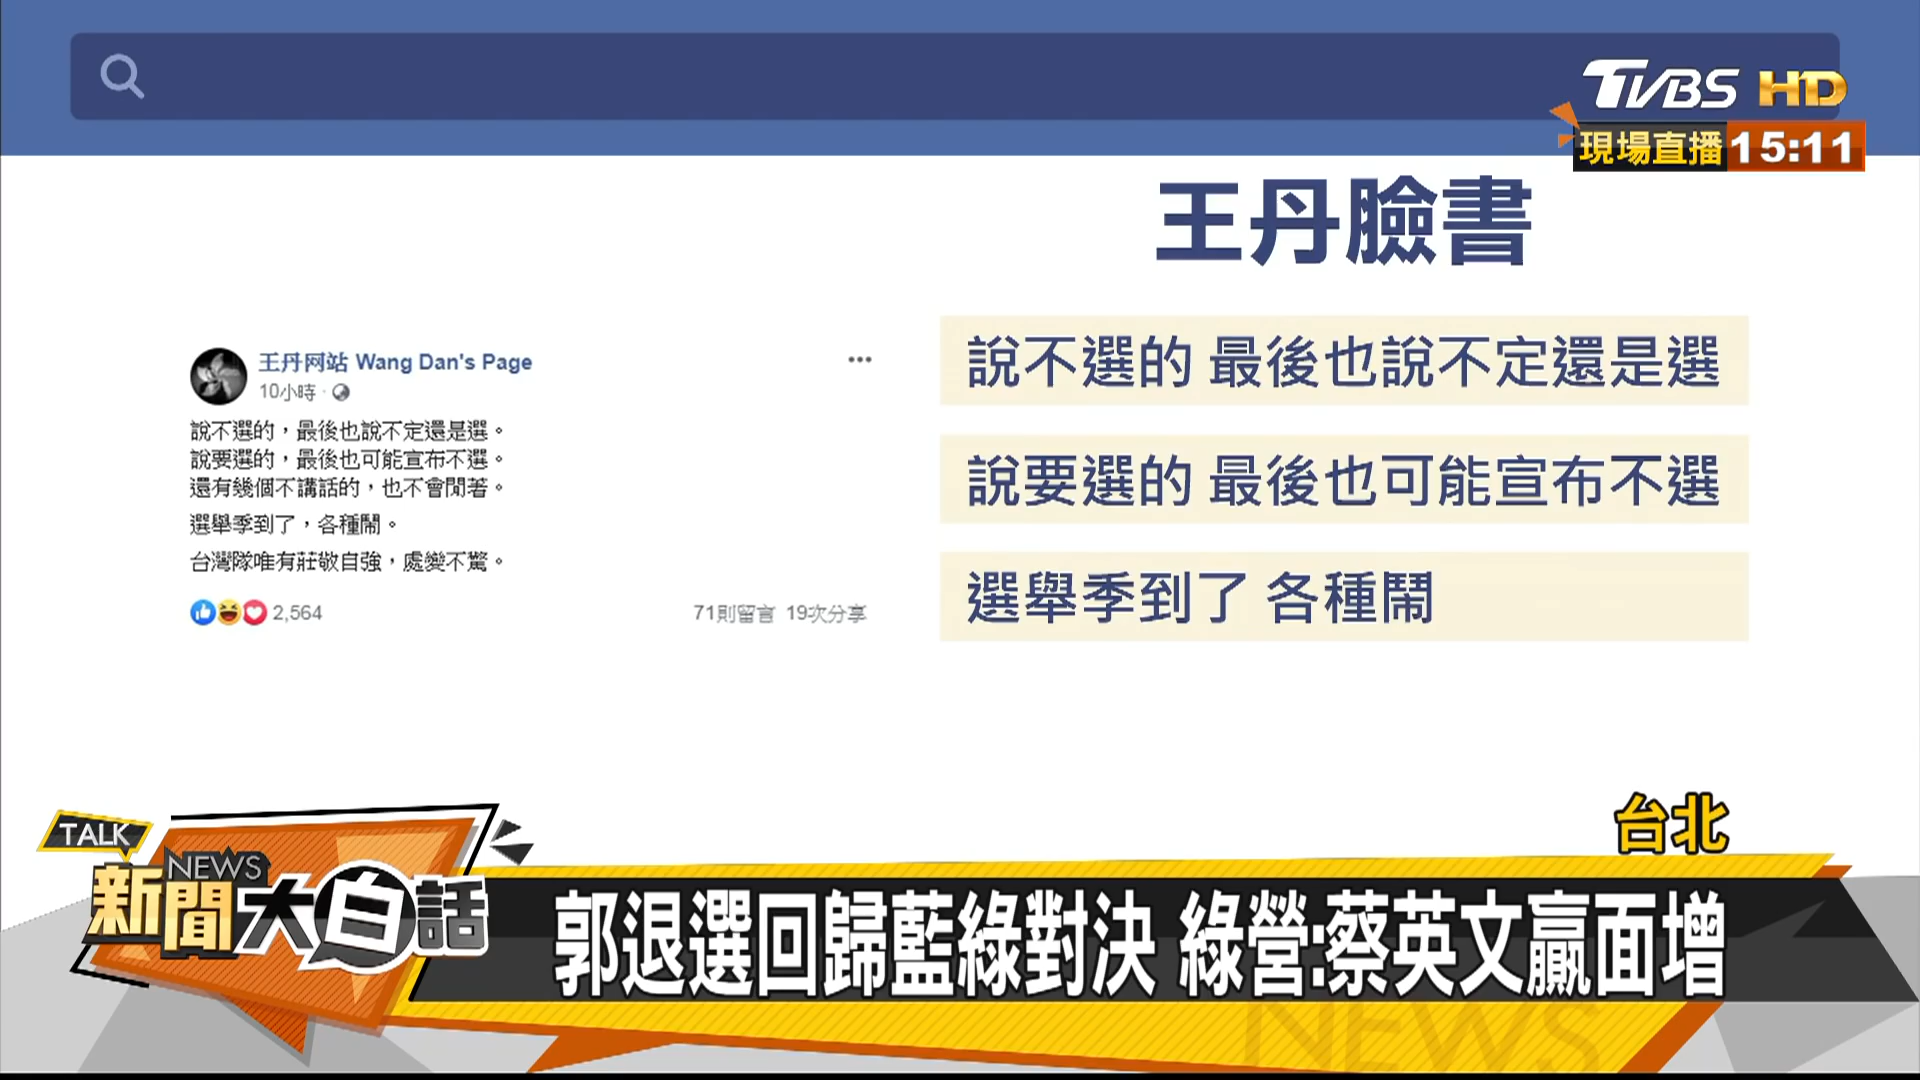 TVBS HD
現場直播 15:11
王丹臉書
王丹网站 Wang Dan's Page
10小時 ·
說不選的，最後也說不定還是選。
說要選的，最後也可能宣布不選。
還有幾個不講話的，也不會閒著。
選舉季到了，各種鬧。
台灣隊唯有莊敬自強，處變不驚。
2,564
71則留言 19次分享
說不選的 最後也說不定還是選
說要選的 最後也可能宣布不選
選舉季到了 各種鬧
台北
TALK
NEWS
新聞大白話
郭退選回歸藍綠對決 綠營:蔡英文贏面增
NEWS